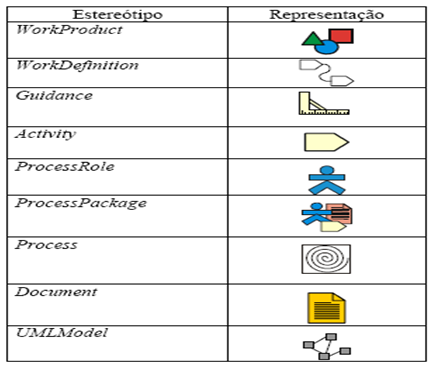 Estereótipo Representação
WorkProduct
WorkDefinition
Guidance
Activity
ProcessRole
ProcessPackage
Process
Document
UMLModel